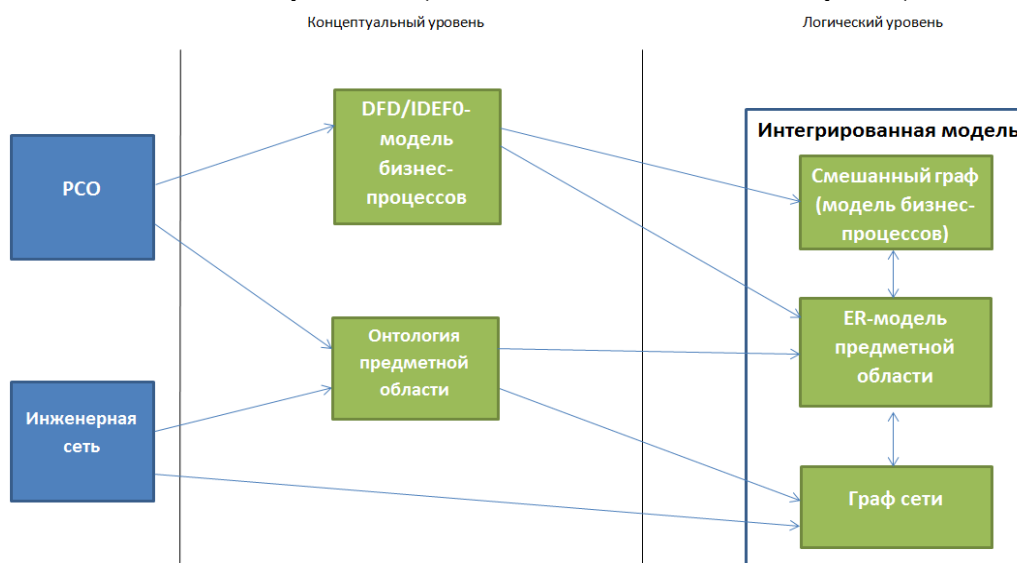 Концептуальный уровень
Логический уровень
DFD/IDEF0-
модель
бизнес-
процессов
РСО
Интегрированная модель
Смешанный граф
(модель бизнес-
процессов)
ER-модель
предметной
области
Онтология
предметной
области
Инженерная
сеть
Граф сети